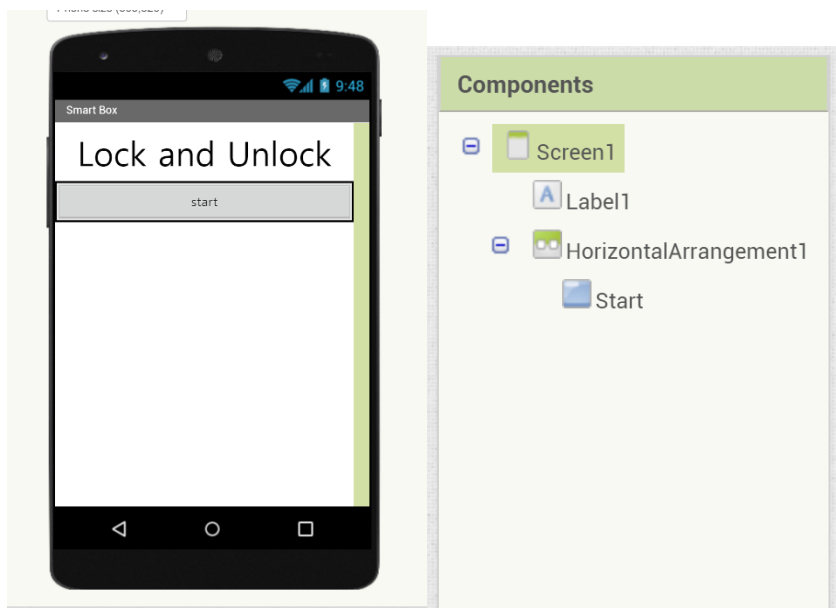 9:48
Smart Box
Lock and Unlock
start
Components
Screen1
Label1
HorizontalArrangement1
Start